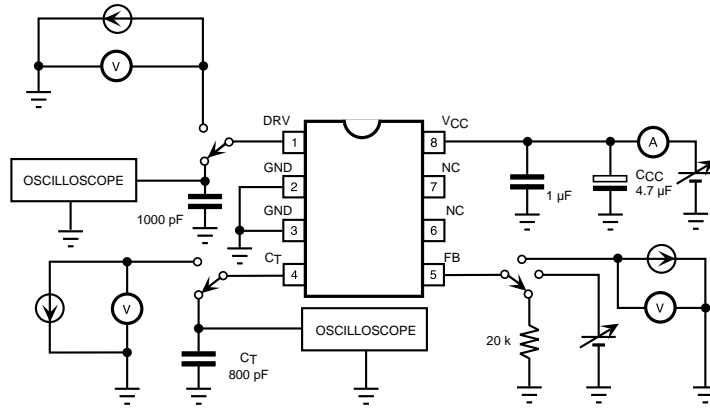 V
DRV
VCC
1
8
A
GND
NC
CCC
4.7 µF
OSCILLOSCOPE
2
7
1 µF
1000 pF
GND
NC
3
6
CT
FB
4
5
V
V
OSCILLOSCOPE
20 k
CT
800 pF